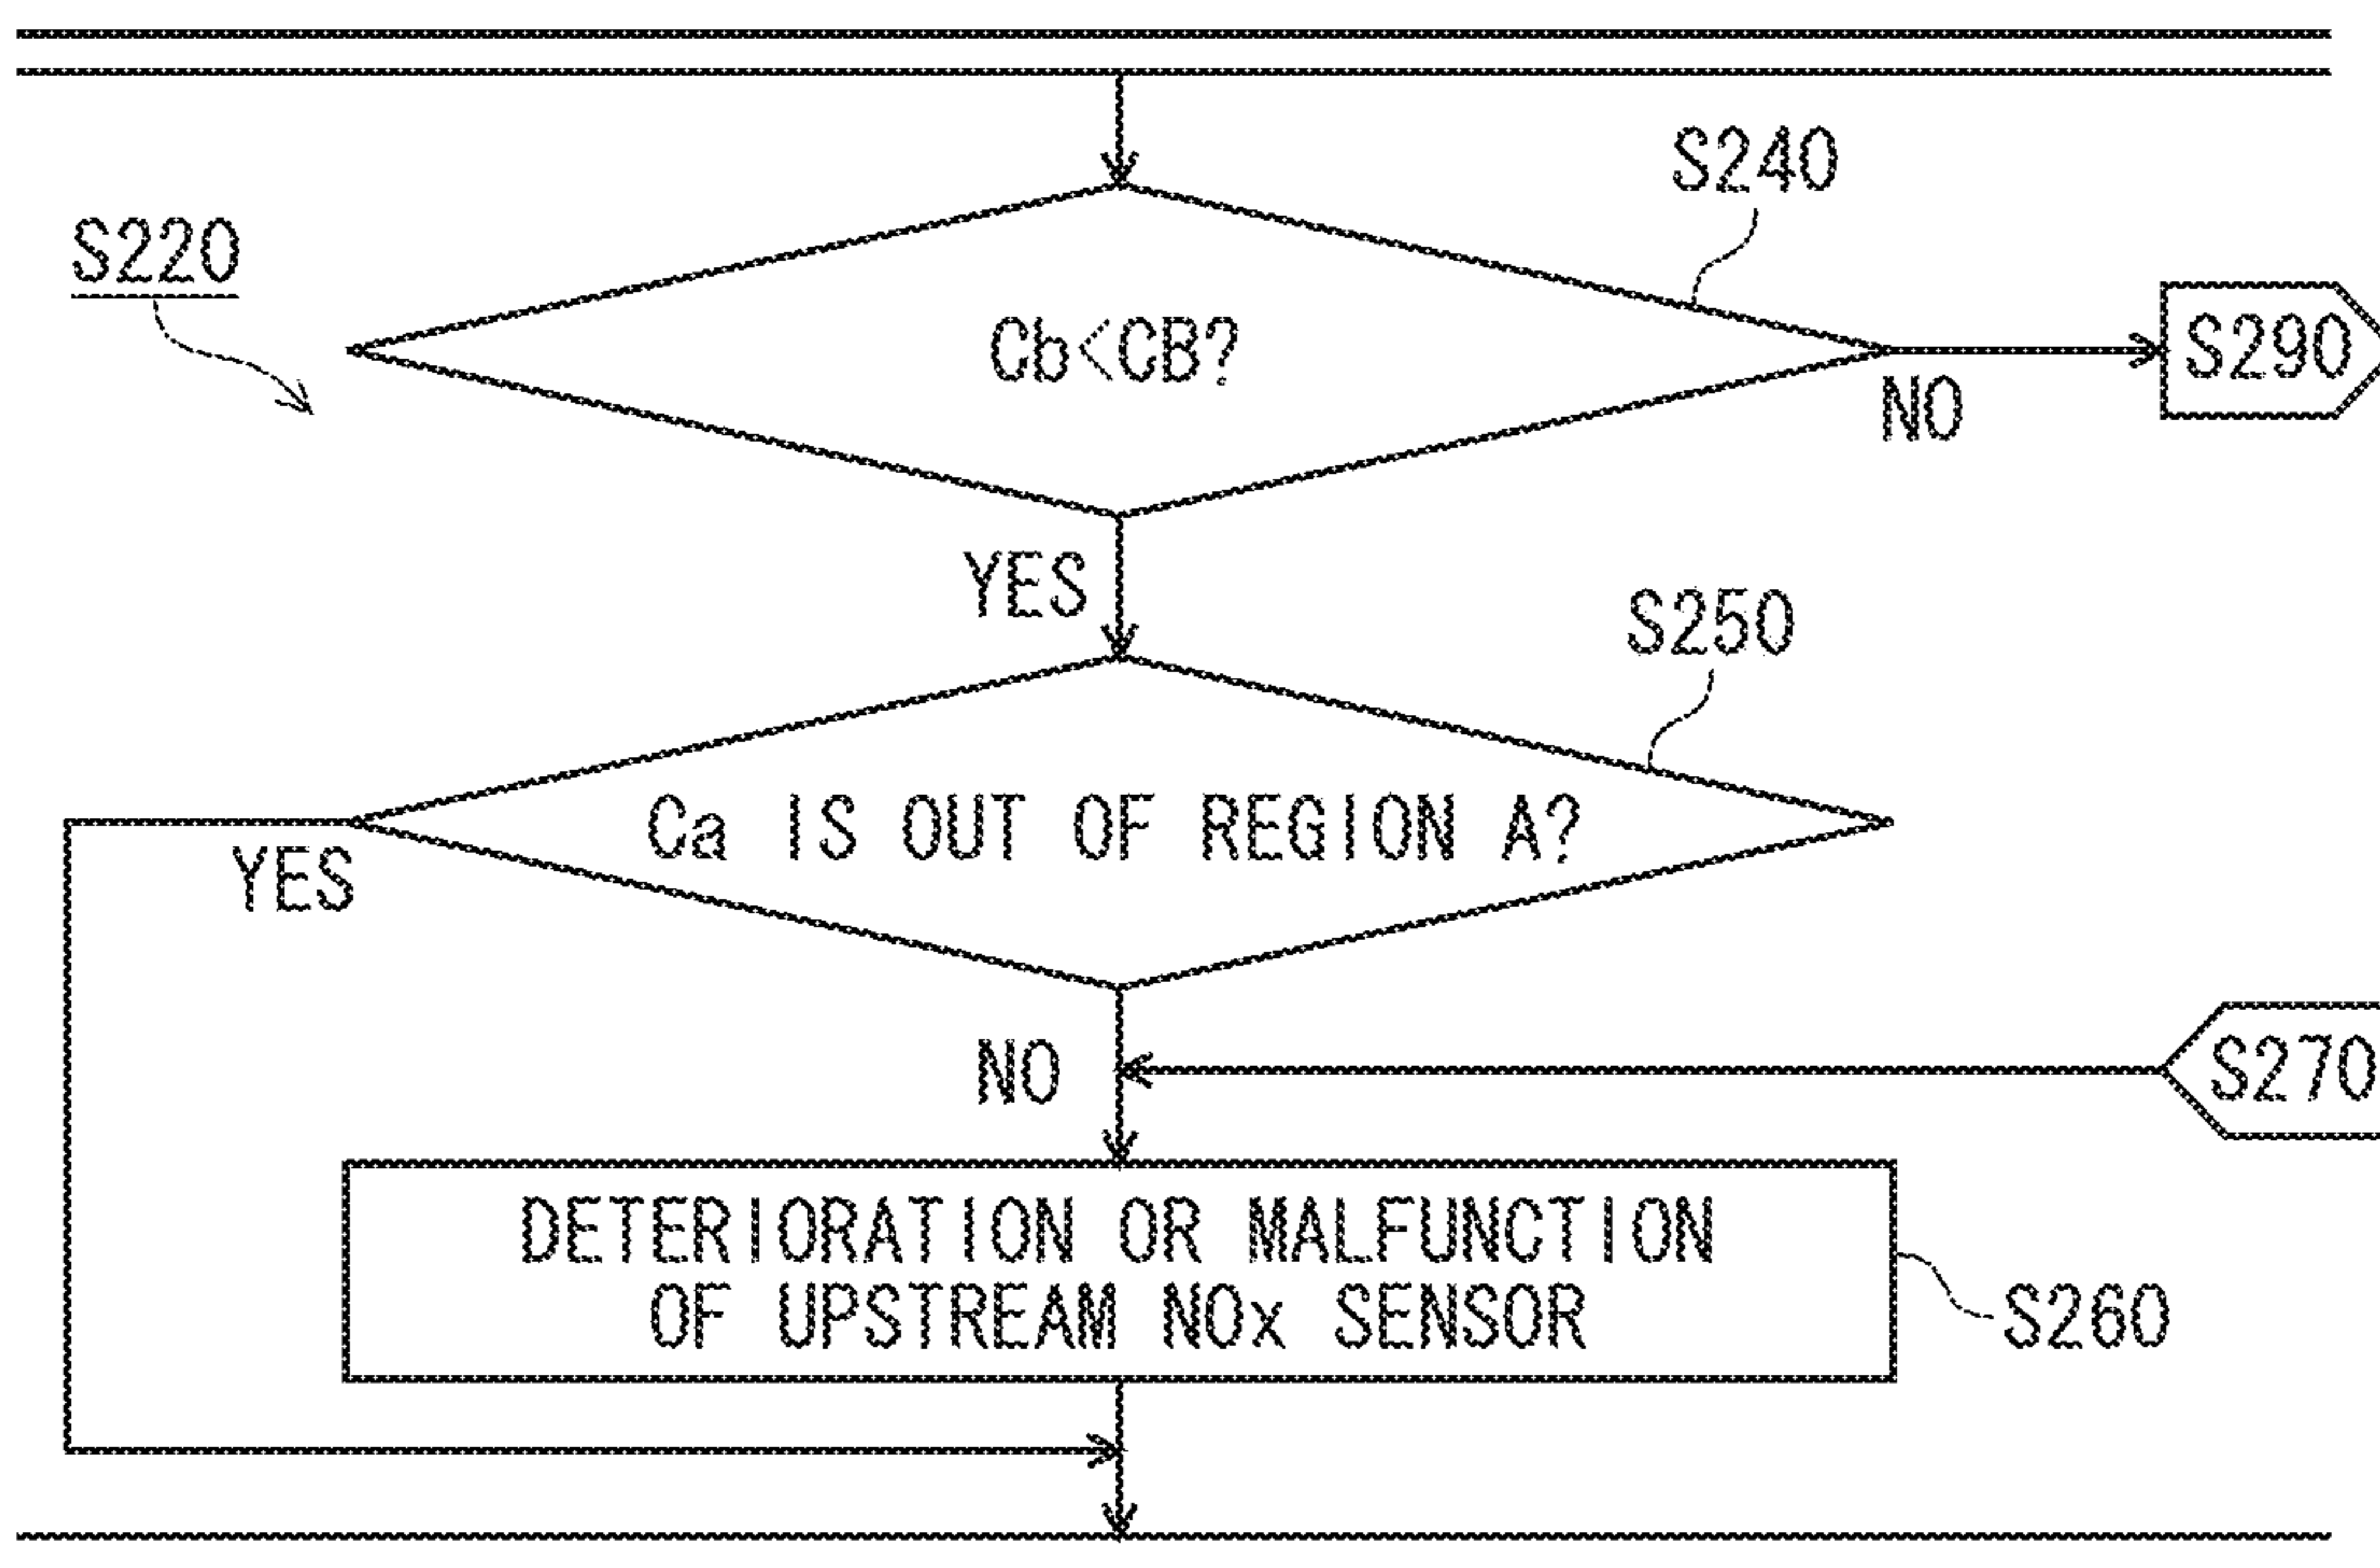 S240
S220
Cb<CB?
S290
NO
YES
S250
Ca IS OUT OF REGION A?
YES
NO
S270
DETERIORATION OR MALFUNCTION
OF UPSTREAM NOx SENSOR
S260